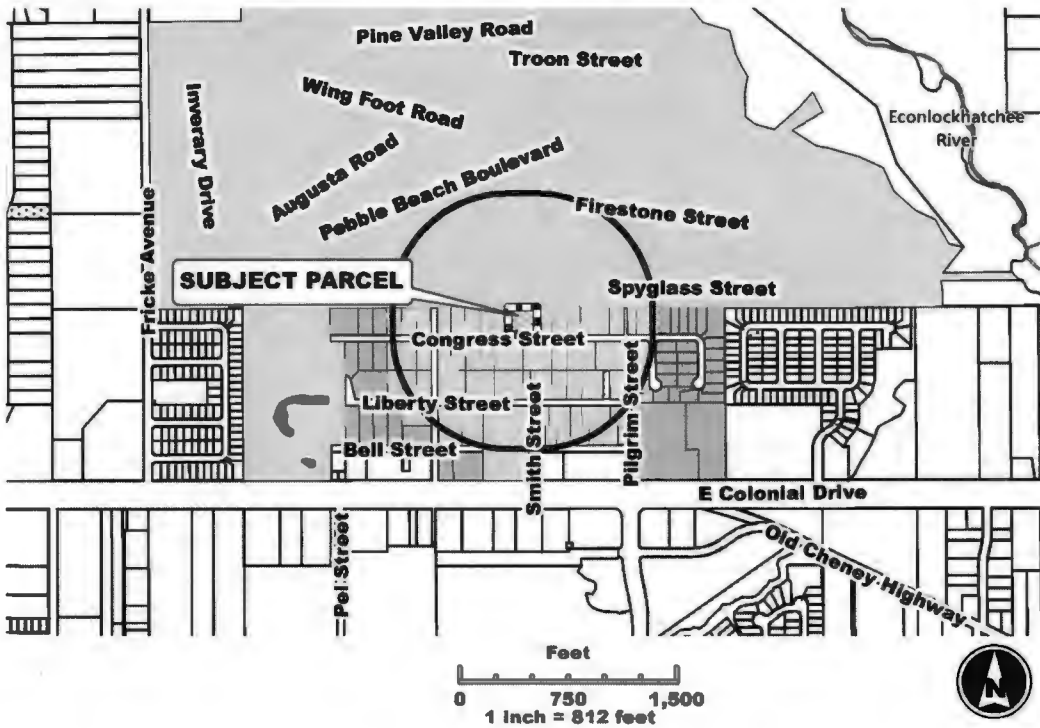 Pine Valley Road
Troon Street
Wing Foot Road
Inverary Drive
Econlockhatchee
River
Augusta Road
Pebble Beach Boulevard
Firestone Street
Fricke Avenue
SUBJECT PARCEL
Spyglass Street
Congress Street
Liberty Street
Smith Street
Pilgrim Street
Bell Street
E Colonial Drive
Pel Street
Old Cheney Highway
Feet
0 750 1,500
1 inch = 812 feet
N